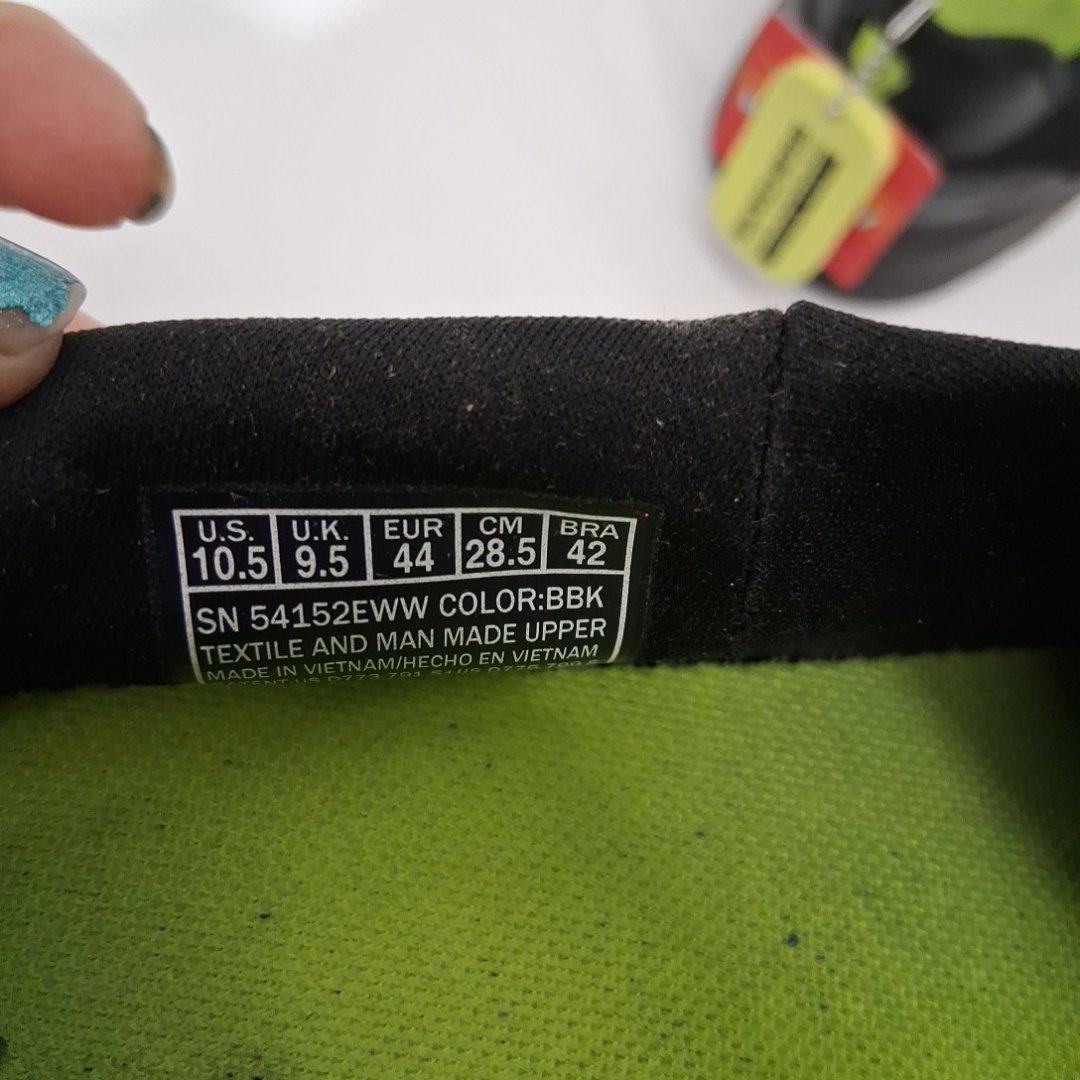 U.S. U.K. EUR CM BRA
10.5 9.5 44 28.5 42
SN 54152EWW COLOR:BBK
TEXTILE AND MAN MADE UPPER
MADE IN VIETNAM/HECHO EN VIETNAM